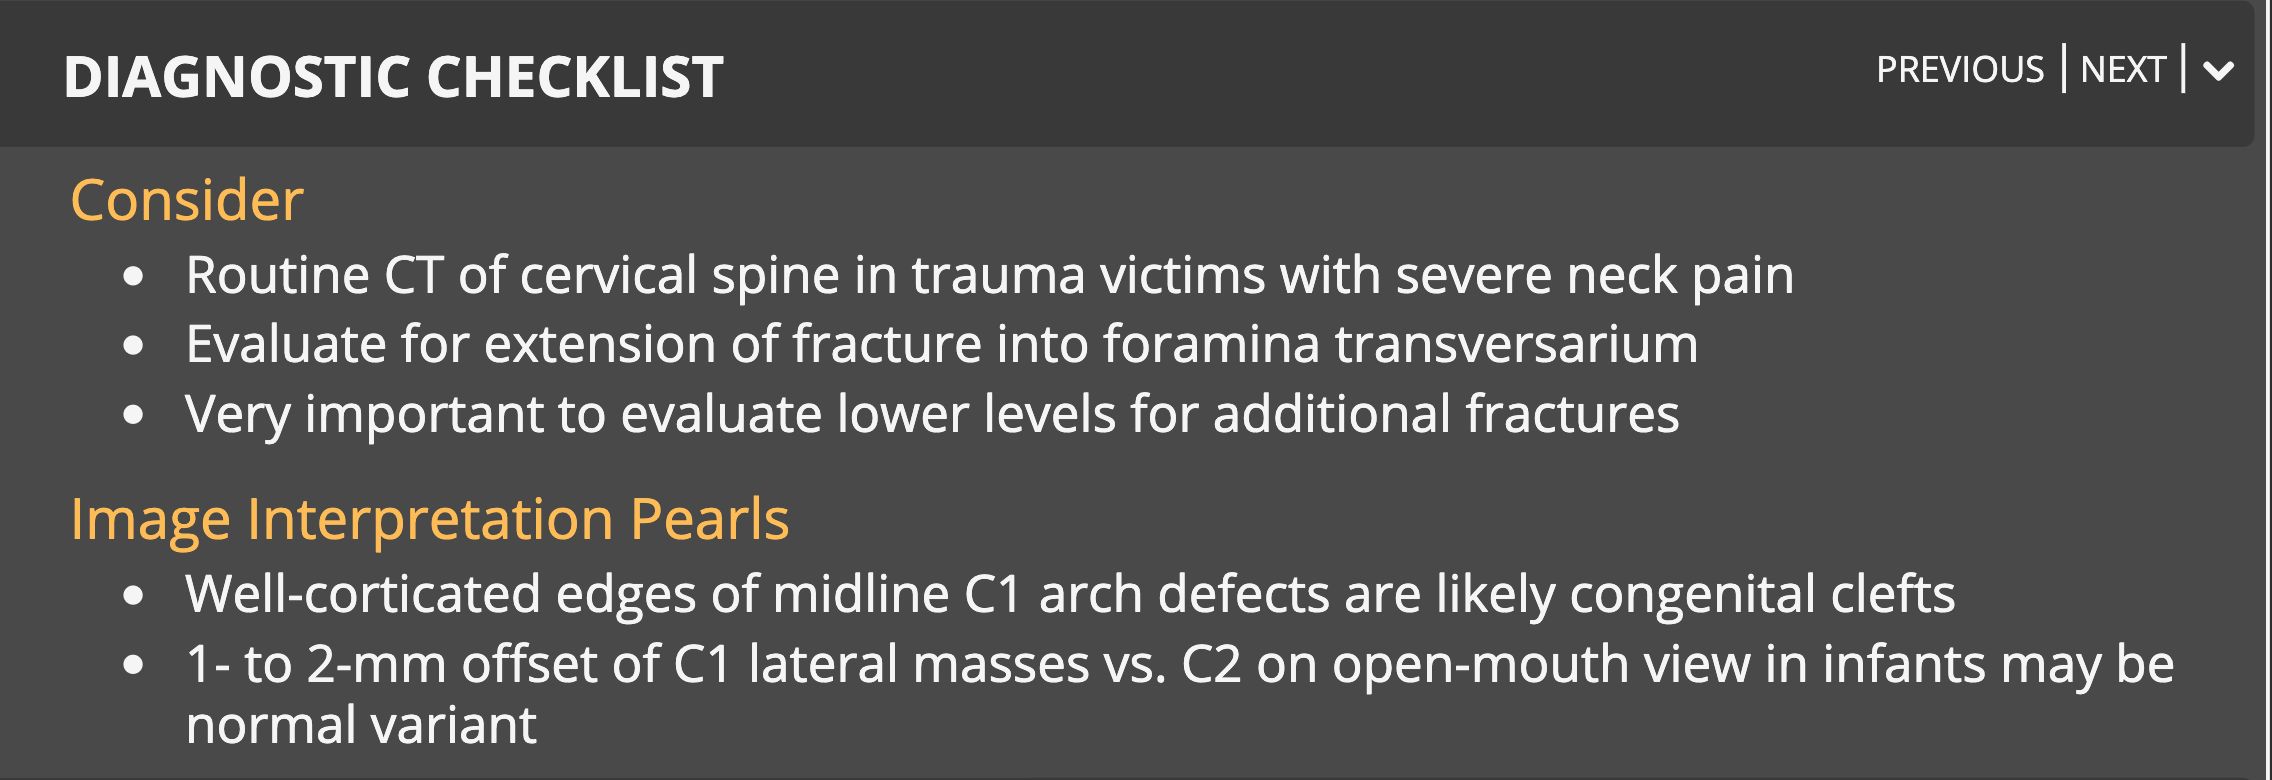 DIAGNOSTIC CHECKLIST
PREVIOUS | NEXT |
Consider
• Routine CT of cervical spine in trauma victims with severe neck pain
• Evaluate for extension of fracture into foramina transversarium
• Very important to evaluate lower levels for additional fractures
Image Interpretation Pearls
• Well-corticated edges of midline C1 arch defects are likely congenital clefts
• 1- to 2-mm offset of C1 lateral masses vs. C2 on open-mouth view in infants may be
normal variant